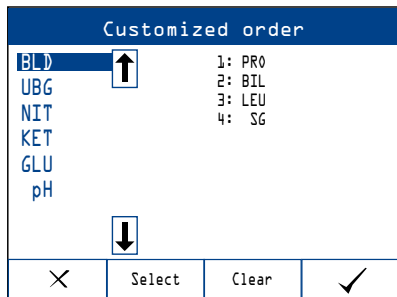 Customized order
BLD
UBG
NIT
KET
GLU
pH
1: PRO
2: BIL
3: LEU
4: SG
Select
Clear